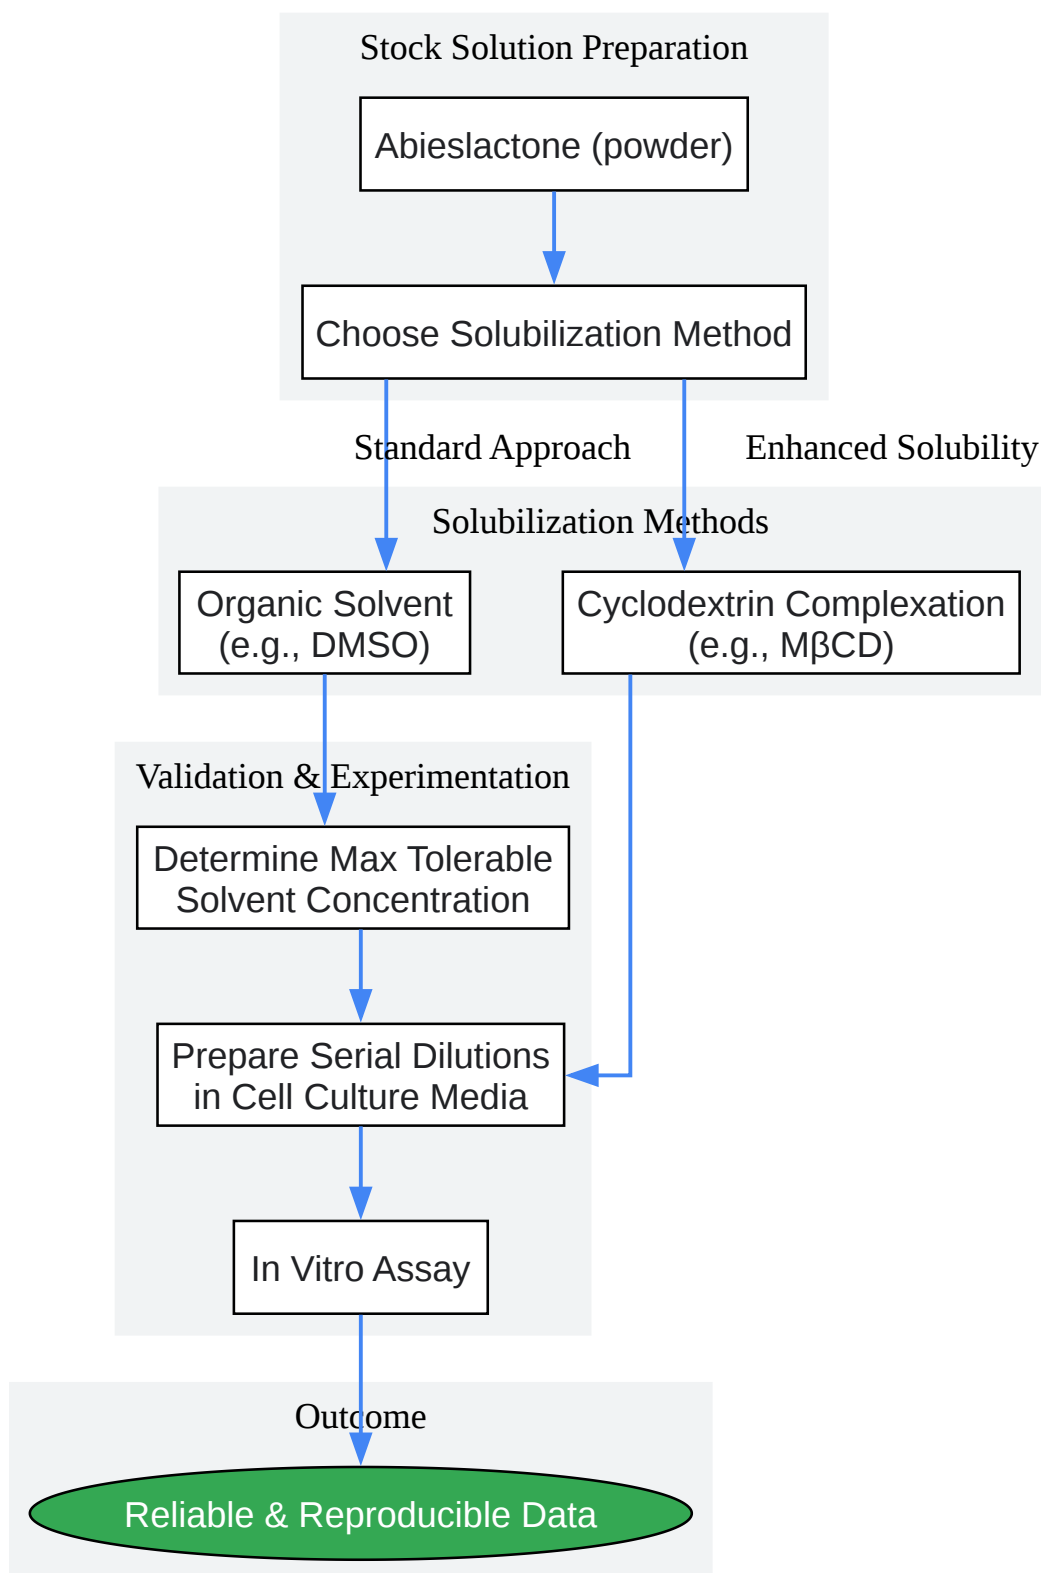 Stock Solution Preparation
Abieslactone (powder)
Choose Solubilization Method
Standard Approach
Enhanced Solubility
Solubilization Methods
Organic Solvent
(e.g., DMSO)
Cyclodextrin Complexation
(e.g., MβCD)
Validation & Experimentation
Determine Max Tolerable
Solvent Concentration
Prepare Serial Dilutions
in Cell Culture Media
In Vitro Assay
Outcome
Reliable & Reproducible Data